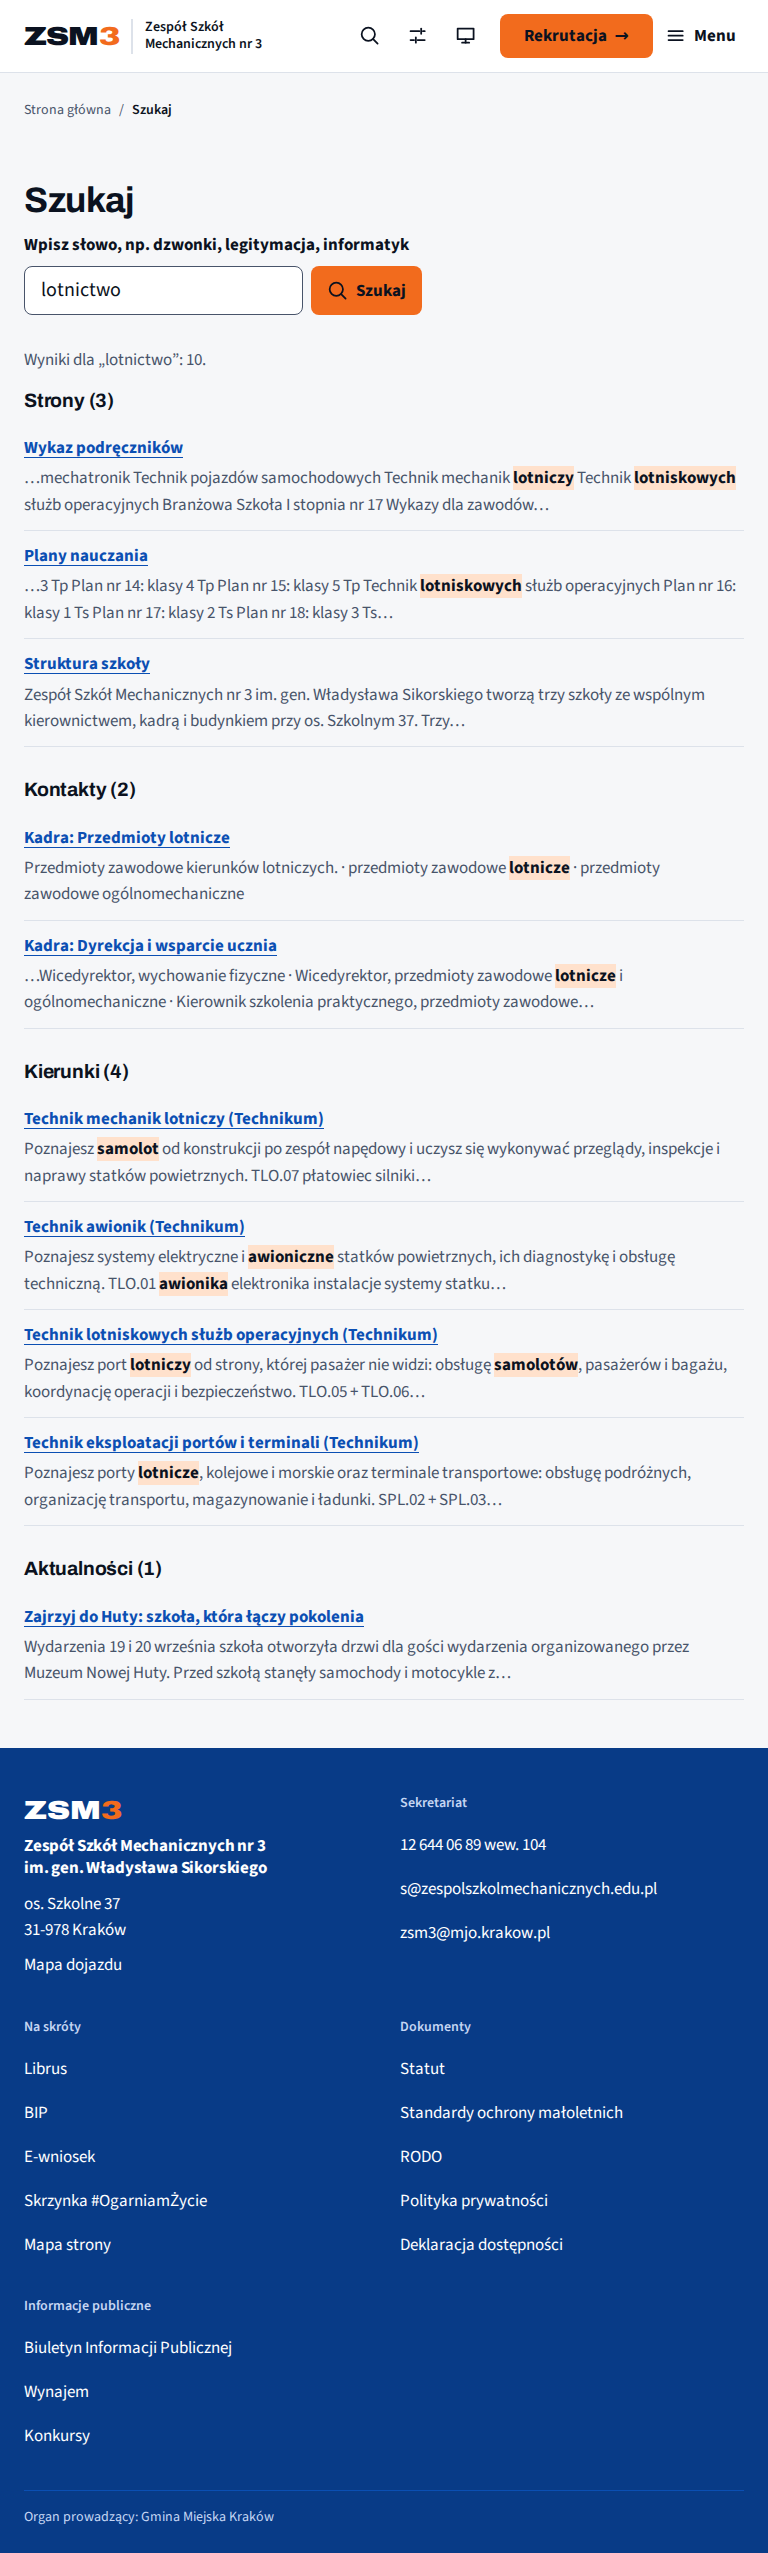 ZSM3
Zespół Szkół
Mechanicznych nr 3
Rekrutacja →
Menu
Strona główna / Szukaj
Szukaj
Wpisz słowo, np. dzwonki, legitymacja, informatyk
lotnictwo
Szukaj
Wyniki dla „lotnictwo”: 10.
Strony (3)
Wykaz podręczników
…mechatronik Technik pojazdów samochodowych Technik mechanik lotniczy Technik lotniskowych
służb operacyjnych Branżowa Szkoła I stopnia nr 17 Wykazy dla zawodów…
Plany nauczania
…3 Tp Plan nr 14: klasy 4 Tp Plan nr 15: klasy 5 Tp Technik lotniskowych służb operacyjnych Plan nr 16:
klasy 1 Ts Plan nr 17: klasy 2 Ts Plan nr 18: klasy 3 Ts…
Struktura szkoły
Zespół Szkół Mechanicznych nr 3 im. gen. Władysława Sikorskiego tworzą trzy szkoły ze wspólnym
kierownictwem, kadrą i budynkiem przy os. Szkolnym 37. Trzy…
Kontakty (2)
Kadra: Przedmioty lotnicze
Przedmioty zawodowe kierunków lotniczych. · przedmioty zawodowe lotnicze · przedmioty
zawodowe ogólnomechaniczne
Kadra: Dyrekcja i wsparcie ucznia
…Wicedyrektor, wychowanie fizyczne · Wicedyrektor, przedmioty zawodowe lotnicze i
ogólnomechaniczne · Kierownik szkolenia praktycznego, przedmioty zawodowe…
Kierunki (4)
Technik mechanik lotniczy (Technikum)
Poznajesz samolot od konstrukcji po zespół napędowy i uczysz się wykonywać przeglądy, inspekcje i
naprawy statków powietrznych. TLO.07 płatowiec silniki…
Technik awionik (Technikum)
Poznajesz systemy elektryczne i awioniczne statków powietrznych, ich diagnostykę i obsługę
techniczną. TLO.01 awionika elektronika instalacje systemy statku…
Technik lotniskowych służb operacyjnych (Technikum)
Poznajesz port lotniczy od strony, której pasażer nie widzi: obsługę samolotów, pasażerów i bagażu,
koordynację operacji i bezpieczeństwo. TLO.05 + TLO.06…
Technik eksploatacji portów i terminali (Technikum)
Poznajesz porty lotnicze, kolejowe i morskie oraz terminale transportowe: obsługę podróżnych,
organizację transportu, magazynowanie i ładunki. SPL.02 + SPL.03…
Aktualności (1)
Zajrzyj do Huty: szkoła, która łączy pokolenia
Wydarzenia 19 i 20 września szkoła otworzyła drzwi dla gości wydarzenia organizowanego przez
Muzeum Nowej Huty. Przed szkołą stanęły samochody i motocykle z…
ZSM3
Zespół Szkół Mechanicznych nr 3
im. gen. Władysława Sikorskiego
os. Szkolne 37
31-978 Kraków
Mapa dojazdu
Sekretariat
12 644 06 89 wew. 104
s@zespolszkolmechanicznych.edu.pl
zsm3@mjo.krakow.pl
Na skróty
Librus
BIP
E-wniosek
Skrzynka #OgarniamŻycie
Mapa strony
Dokumenty
Statut
Standardy ochrony małoletnich
RODO
Polityka prywatności
Deklaracja dostępności
Informacje publiczne
Biuletyn Informacji Publicznej
Wynajem
Konkursy
Organ prowadzący: Gmina Miejska Kraków